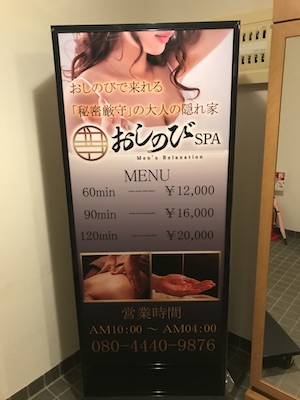 おしのびで来れる
「秘密厳守」の大人の隠れ家
おしのびSPA
Men's Relaxation
MENU
60min ─── ¥12,000
90min ─── ¥16,000
120min ─── ¥20,000
営業時間
AM10:00 ～ AM04:00
080-4440-9876